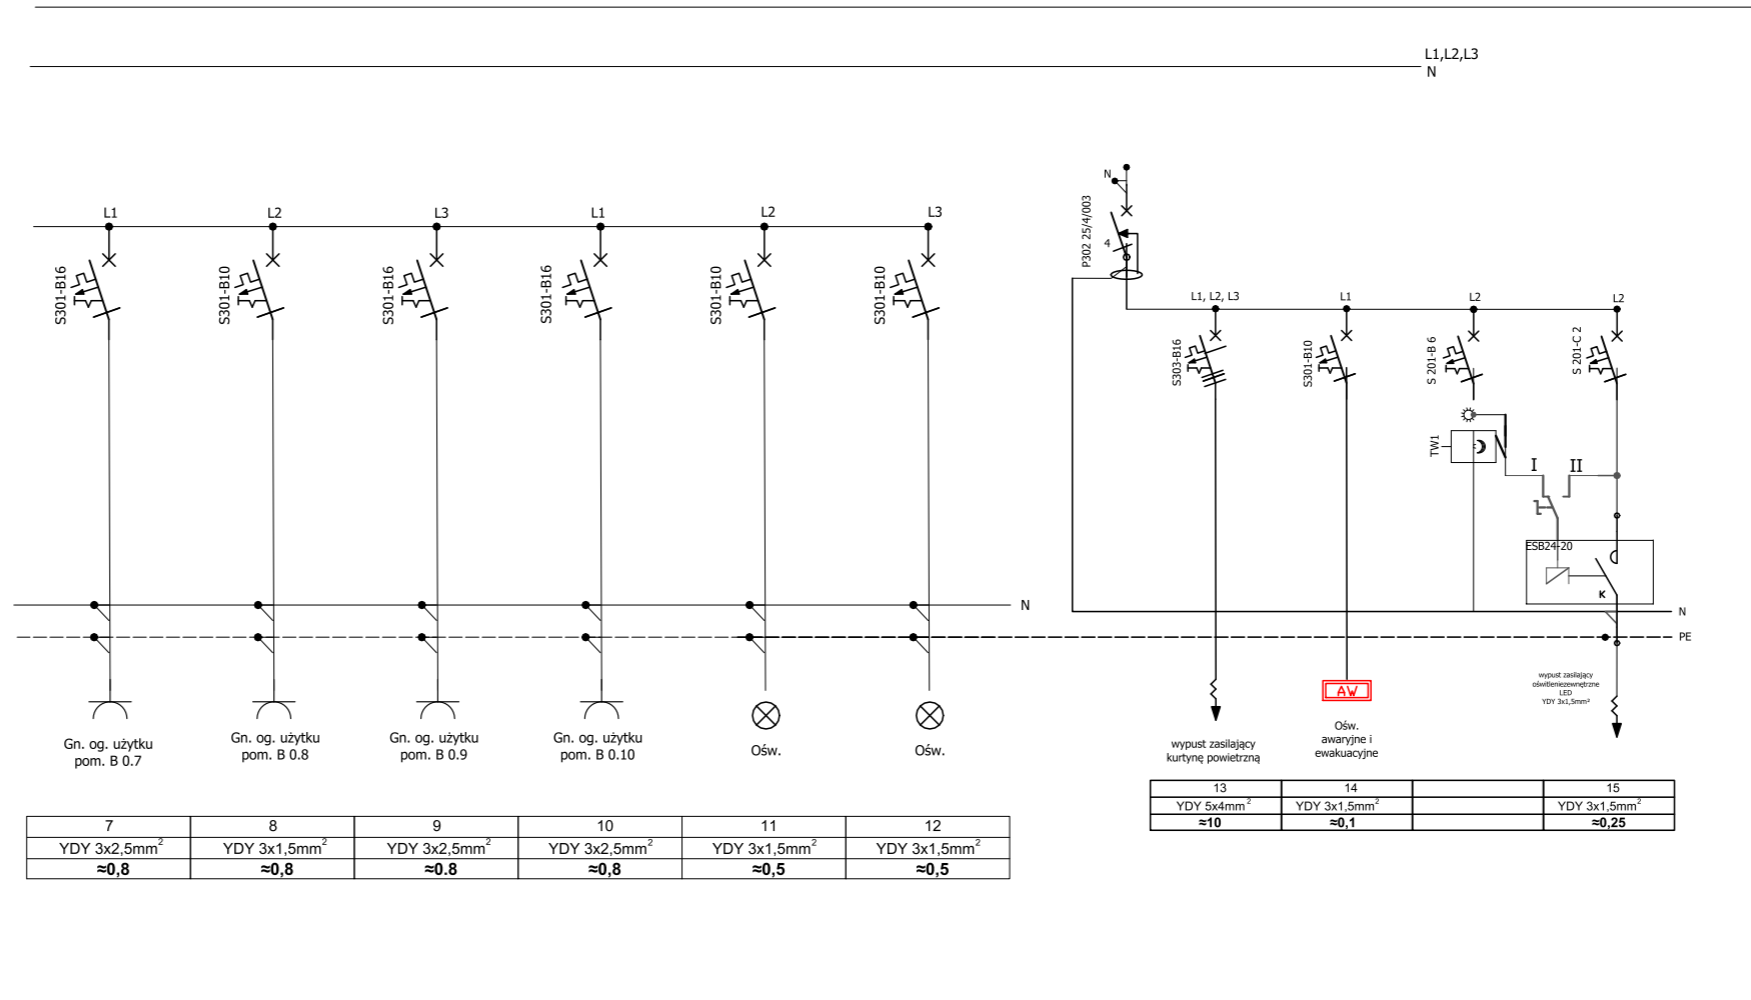 L1,L2,L3
N
L1
L2
L3
L1
L2
L3
S301-B16
S301-B10
S301-B16
S301-B16
S301-B10
S301-B10
N
Gn. og. użytku
pom. B 0.7
Gn. og. użytku
pom. B 0.8
Gn. og. użytku
pom. B 0.9
Gn. og. użytku
pom. B 0.10
Ośw.
Ośw.
7 8 9 10 11 12
YDY 3x2,5mm² YDY 3x1,5mm² YDY 3x2,5mm² YDY 3x2,5mm² YDY 3x1,5mm² YDY 3x1,5mm²
≈0,8 ≈0,8 ≈0.8 ≈0,8 ≈0,5 ≈0,5
N
P302 25/4/003
4
L1, L2, L3
L1
L2
L2
S303-B16
S301-B10
S 201-B 6
S 201-C 2
TW1
I
II
ESB24-20
K
N
PE
AW
wypust zasilający
kurtynę powietrzną
Ośw.
awaryjne i
ewakuacyjne
wypust zasilający
oświtleniezewnętrzne
LED
YDY 3x1,5mm²
13 14 15
YDY 5x4mm² YDY 3x1,5mm² YDY 3x1,5mm²
≈10 ≈0,1 ≈0,25